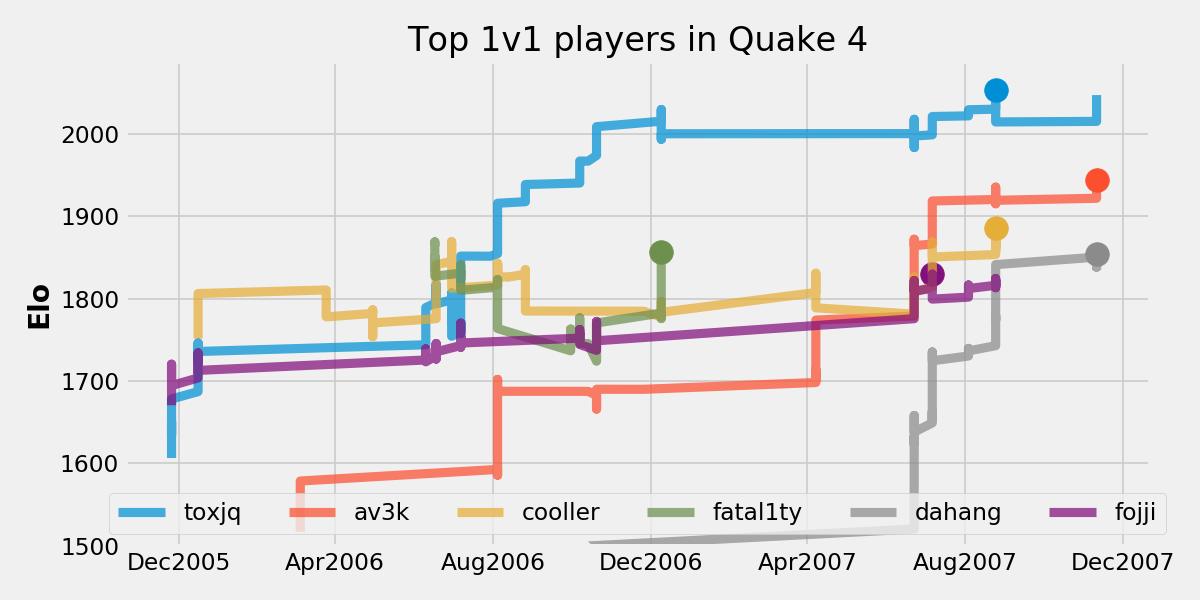 Top 1v1 players in Quake 4
Elo
2000
1900
1800
1700
1600
1500
toxjq av3k cooller fatal1ty dahang fojji
Dec2005 Apr2006 Aug2006 Dec2006 Apr2007 Aug2007 Dec2007